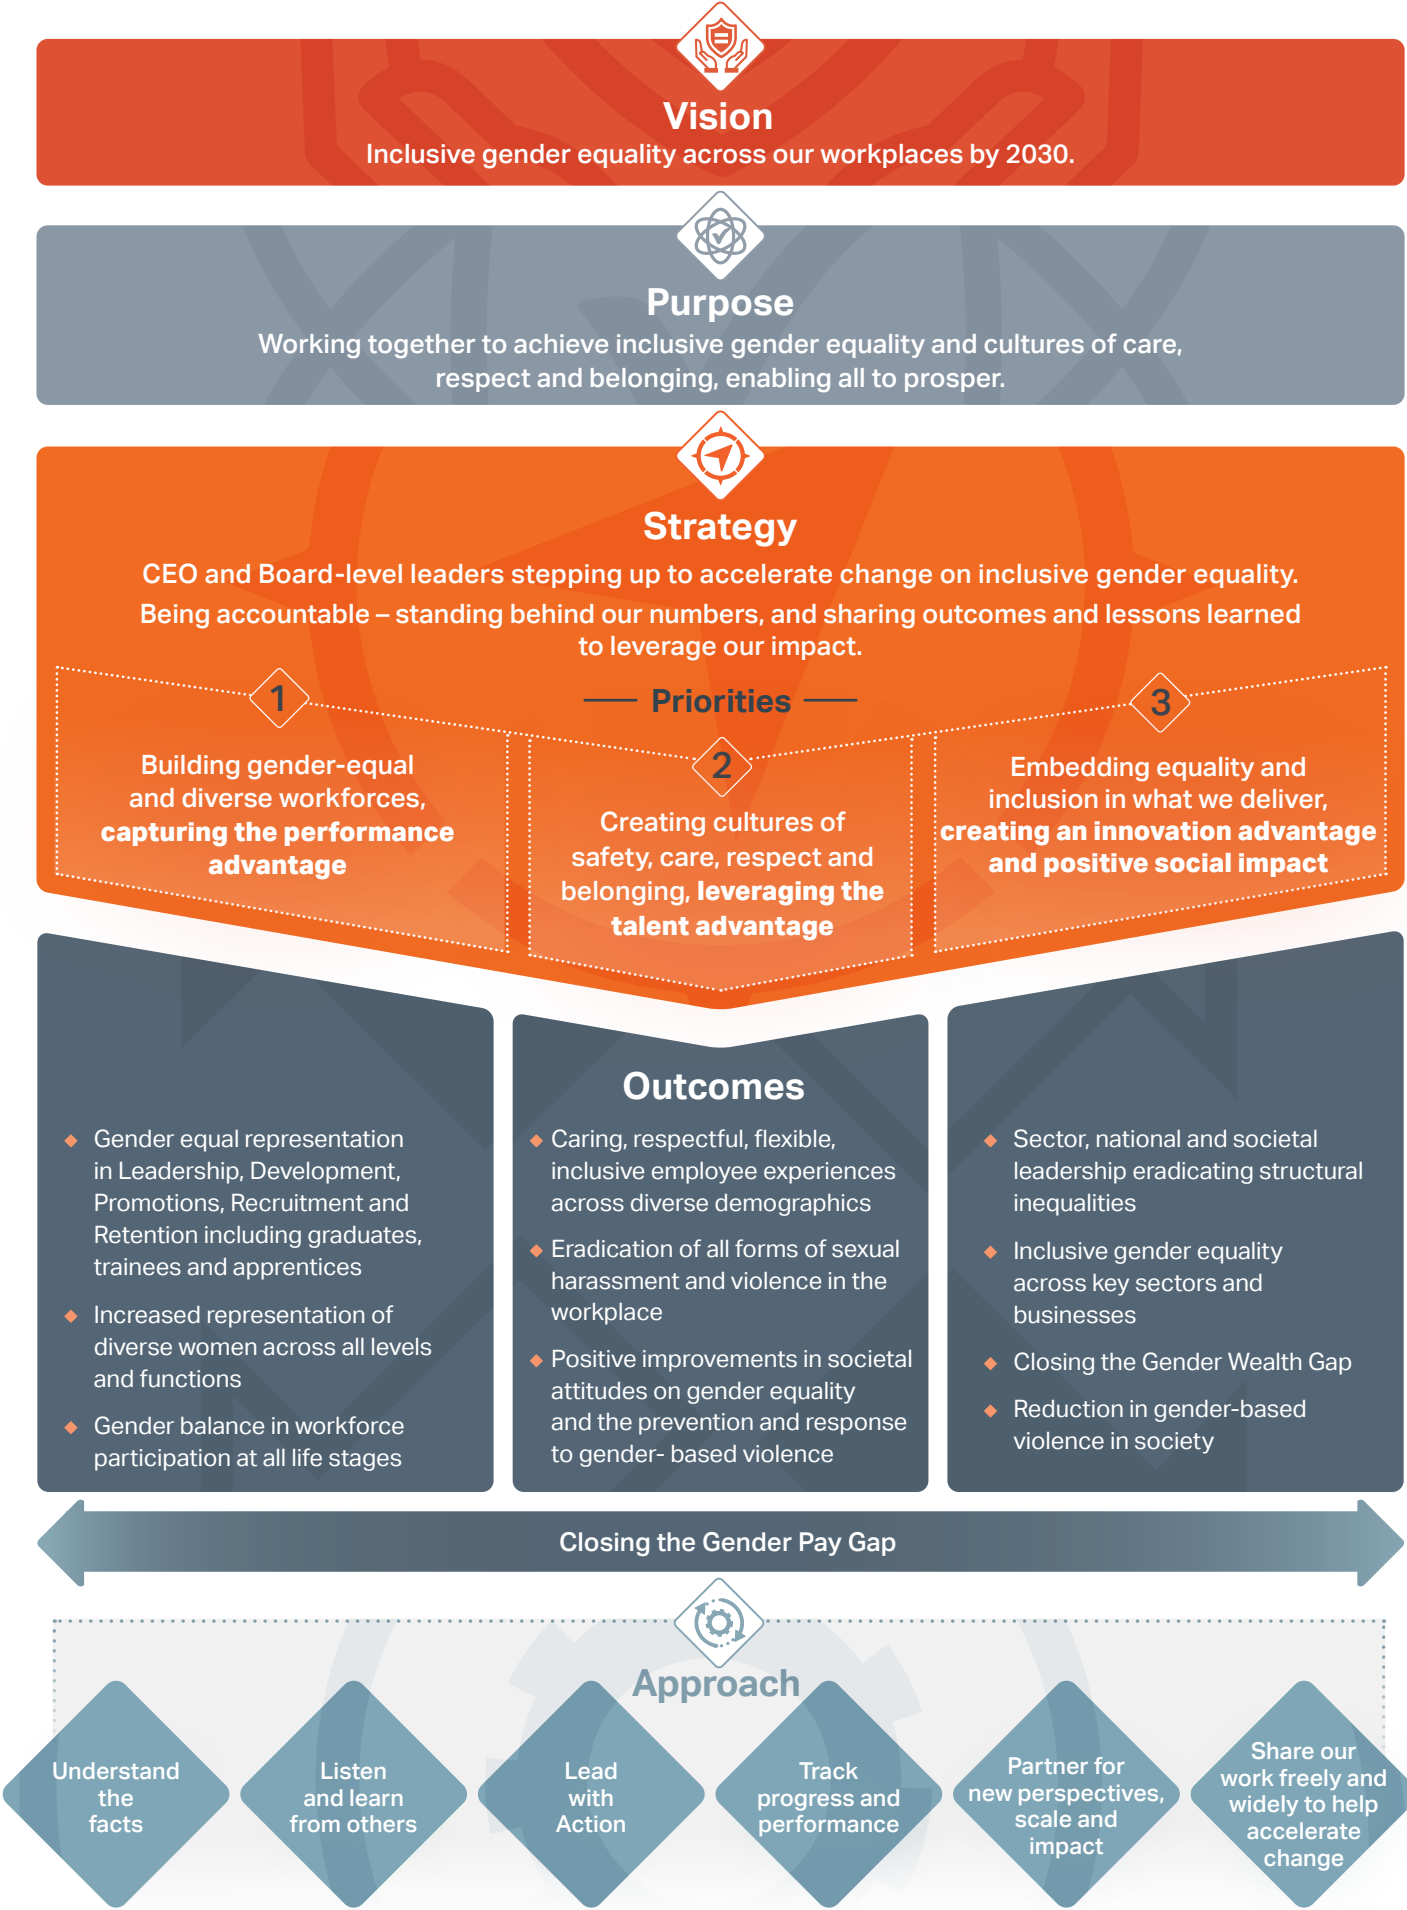 Vision
Inclusive gender equality across our workplaces by 2030.
Purpose
Working together to achieve inclusive gender equality and cultures of care,
respect and belonging, enabling all to prosper.
Strategy
CEO and Board-level leaders stepping up to accelerate change on inclusive gender equality.
Being accountable – standing behind our numbers, and sharing outcomes and lessons learned
to leverage our impact.
Priorities
1
Building gender-equal
and diverse workforces,
capturing the performance
advantage
2
Creating cultures of
safety, care, respect and
belonging, leveraging the
talent advantage
3
Embedding equality and
inclusion in what we deliver,
creating an innovation advantage
and positive social impact
Outcomes
Gender equal representation
in Leadership, Development,
Promotions, Recruitment and
Retention including graduates,
trainees and apprentices
Increased representation of
diverse women across all levels
and functions
Gender balance in workforce
participation at all life stages
Caring, respectful, flexible,
inclusive employee experiences
across diverse demographics
Eradication of all forms of sexual
harassment and violence in the
workplace
Positive improvements in societal
attitudes on gender equality
and the prevention and response
to gender- based violence
Sector, national and societal
leadership eradicating structural
inequalities
Inclusive gender equality
across key sectors and
businesses
Closing the Gender Wealth Gap
Reduction in gender-based
violence in society
Closing the Gender Pay Gap
Approach
Understand
the
facts
Listen
and learn
from others
Lead
with
Action
Track
progress and
performance
Partner for
new perspectives,
scale and
impact
Share our
work freely and
widely to help
accelerate
change